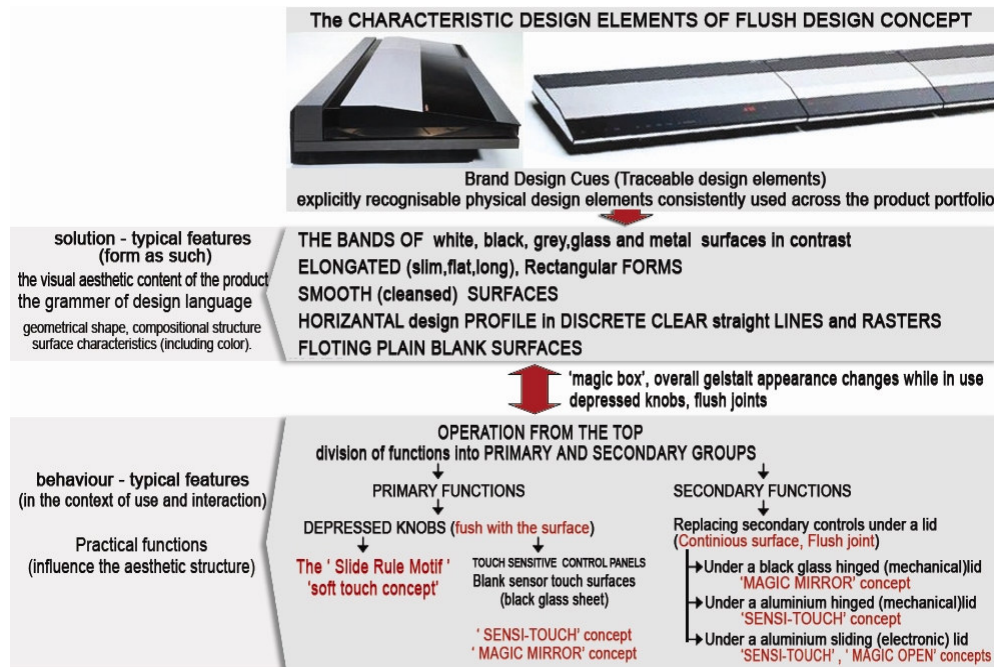 The CHARACTERISTIC DESIGN ELEMENTS OF FLUSH DESIGN CONCEPT
Brand Design Cues (Traceable design elements)
explicitly recognisable physical design elements consistently used across the product portfolio
solution - typical features
(form as such)
the visual aesthetic content of the product
the grammer of design language
geometrical shape, compositional structure
surface characteristics (including color).
THE BANDS OF white, black, grey,glass and metal surfaces in contrast
ELONGATED (slim,flat,long), Rectangular FORMS
SMOOTH (cleansed) SURFACES
HORIZANTAL design PROFILE in DISCRETE CLEAR straight LINES and RASTERS
FLOTING PLAIN BLANK SURFACES
'magic box', overall gelstalt appearance changes while in use
depressed knobs, flush joints
behaviour - typical features
(in the context of use and interaction)
Practical functions
(influence the aesthetic structure)
OPERATION FROM THE TOP
division of functions into PRIMARY AND SECONDARY GROUPS
PRIMARY FUNCTIONS
DEPRESSED KNOBS (fush with the surface)
The ' Slide Rule Motif '
'soft touch concept'
TOUCH SENSITIVE CONTROL PANELS
Blank sensor touch surfaces
(black glass sheet)
' SENSI-TOUCH' concept
' MAGIC MIRROR' concept
SECONDARY FUNCTIONS
Replacing secondary controls under a lid
(Continious surface, Flush joint)
Under a black glass hinged (mechanical)lid
'MAGIC MIRROR' concept
Under a aluminium hinged (mechanical)lid
'SENSI-TOUCH' concept
Under a aluminium sliding (electronic) lid
'SENSI-TOUCH' , ' MAGIC OPEN' concepts